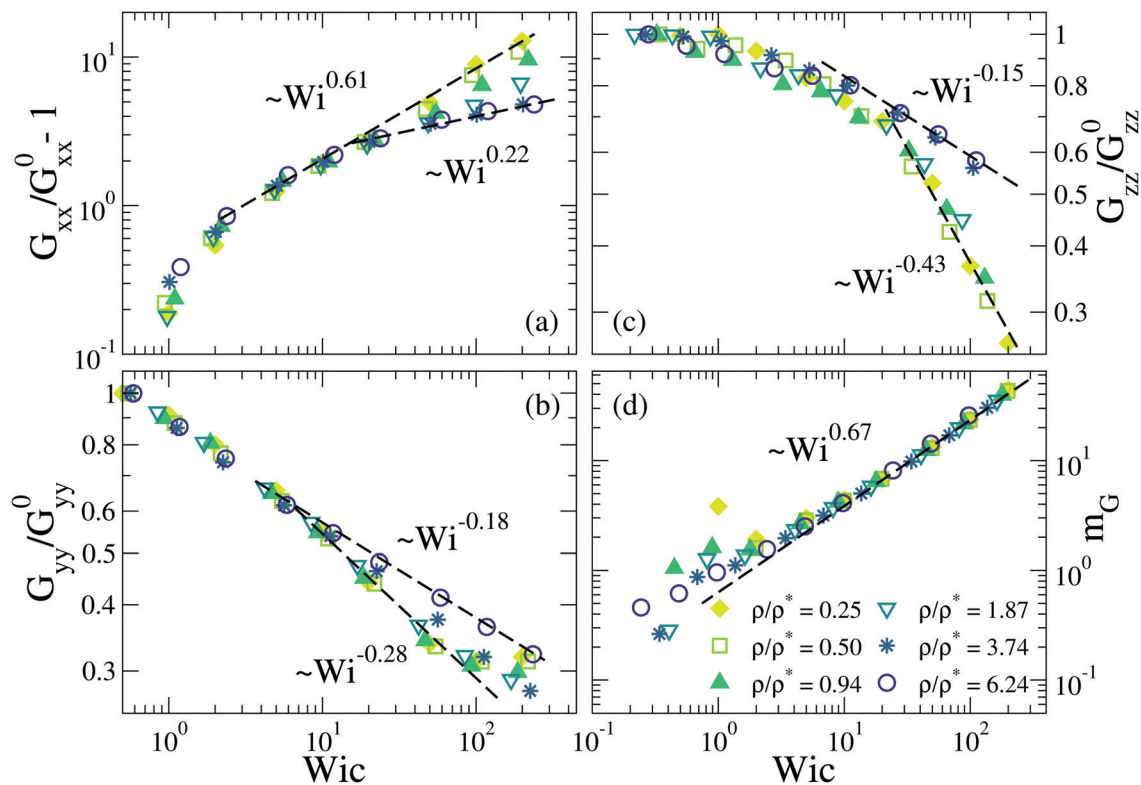 G_xx/G^0_xx - 1
10^1
10^0
10^-1
~Wi^0.61
~Wi^0.22
(a)
(c)
~Wi^-0.15
~Wi^-0.43
1
0.8
0.6
0.4
0.3
G_zz/G^0_zz
G_yy/G^0_yy
1
0.8
0.6
0.5
0.4
0.3
(b)
~Wi^-0.18
~Wi^-0.28
10^0
10^1
10^2
Wic
(d)
~Wi^0.67
10^1
10^0
10^-1
m_G
ρ/ρ* = 0.25
ρ/ρ* = 1.87
ρ/ρ* = 0.50
ρ/ρ* = 3.74
ρ/ρ* = 0.94
ρ/ρ* = 6.24
10^-1
10^0
10^1
10^2
Wic